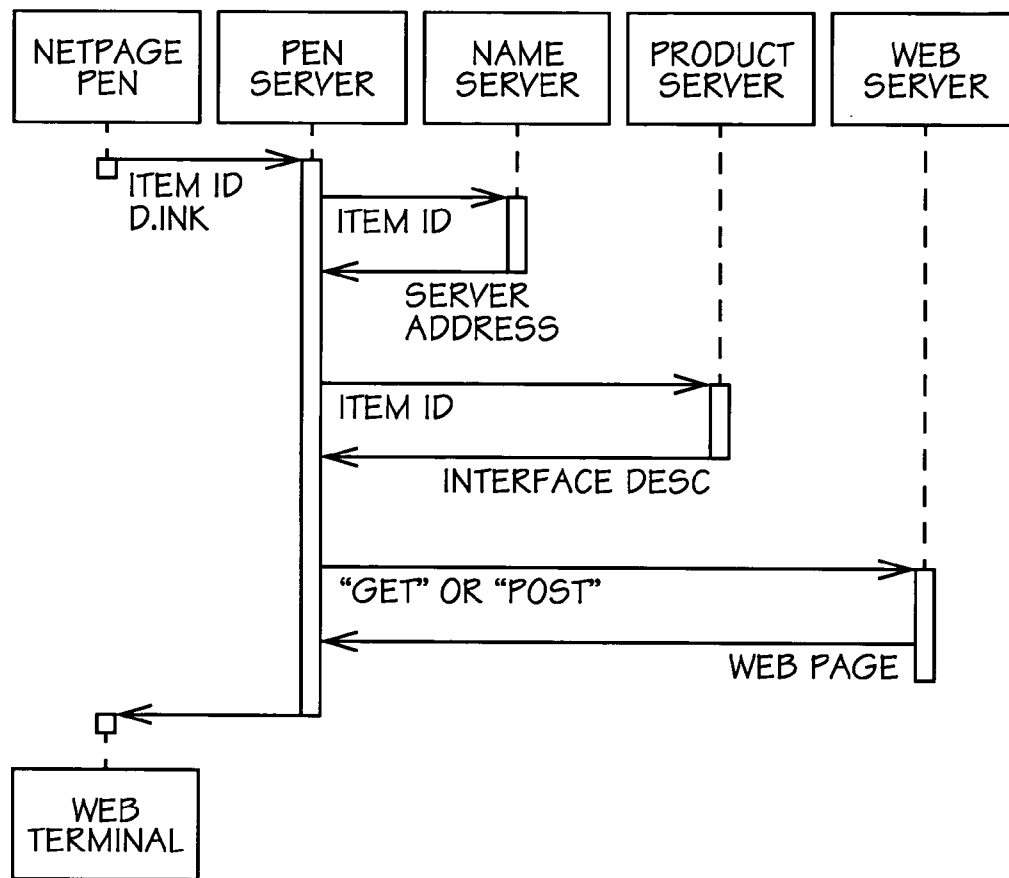 NETPAGE
PEN
PEN
SERVER
NAME
SERVER
PRODUCT
SERVER
WEB
SERVER
ITEM ID
D.INK
ITEM ID
SERVER
ADDRESS
ITEM ID
INTERFACE DESC
“GET” OR “POST”
WEB PAGE
WEB
TERMINAL